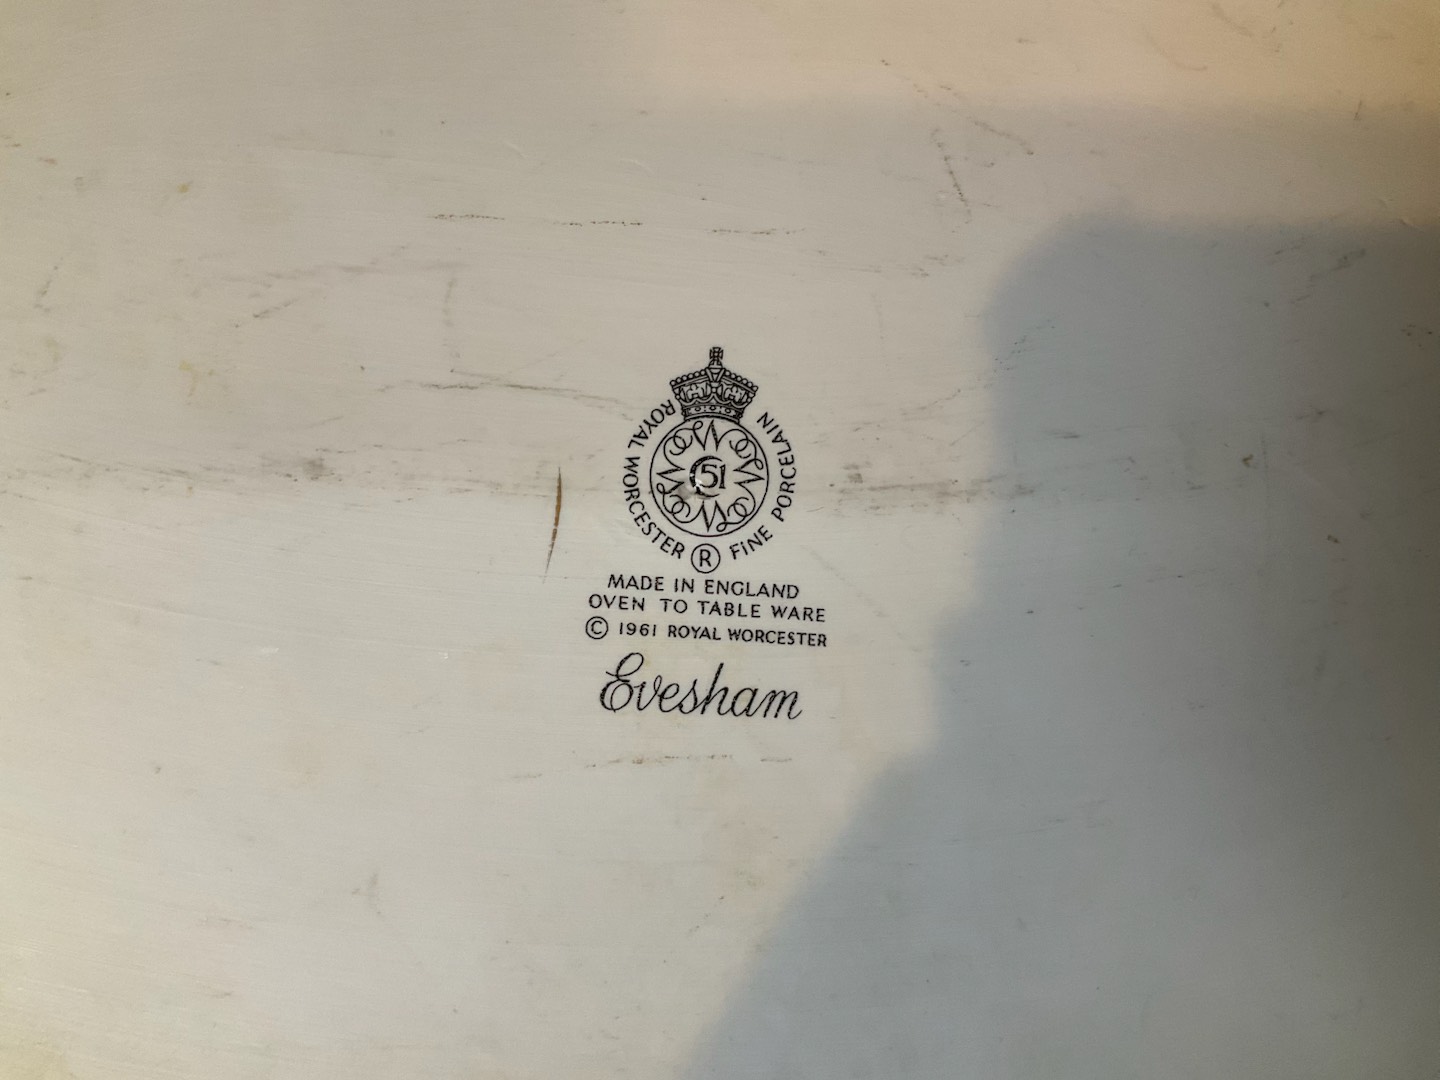 ROYAL WORCESTER ® FINE PORCELAIN
51
MADE IN ENGLAND
OVEN TO TABLE WARE
© 1961 ROYAL WORCESTER
Evesham